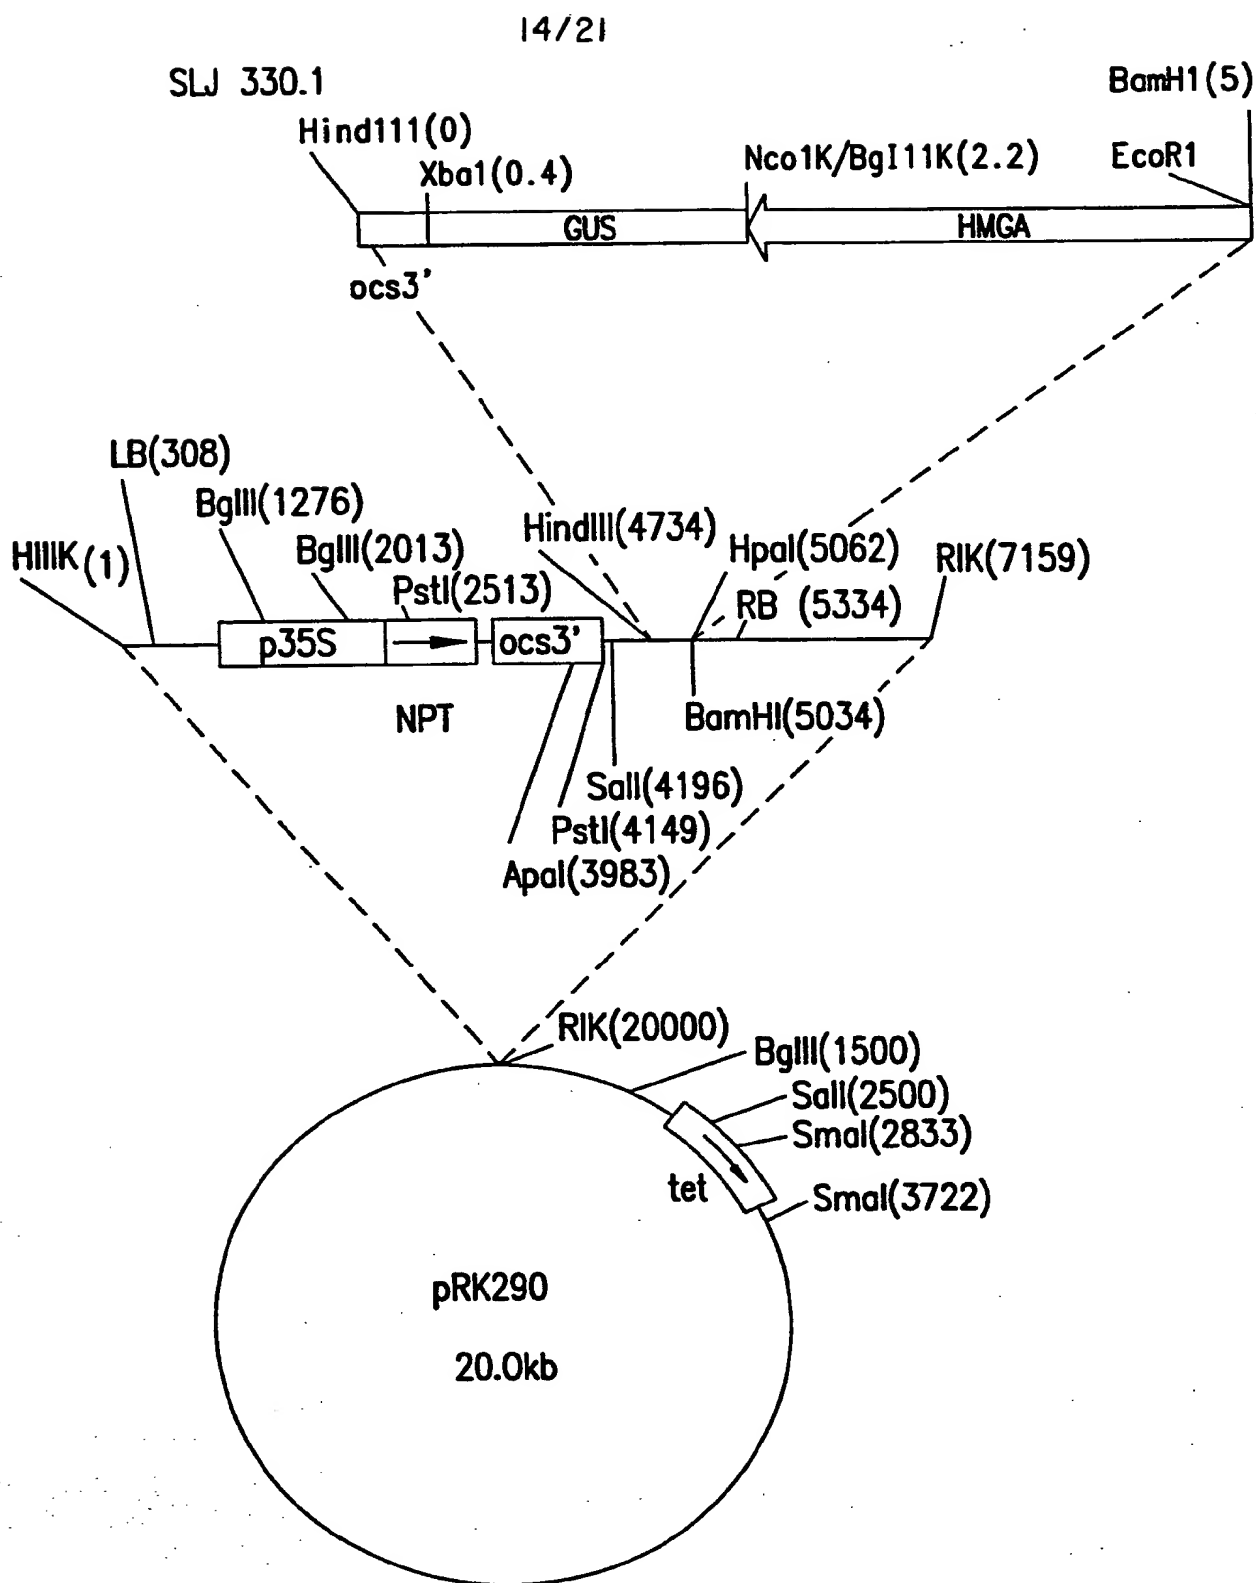 14/21
SLJ 330.1
BamH1(5)
Hind111(0)
Xba1(0.4)
Nco1K/BgI11K(2.2)
EcoR1
GUS
HMGA
ocs3'
LB(308)
BglII(1276)
HindIII(4734)
HIIIK(1)
BglII(2013)
HpaI(5062)
RIK(7159)
PstI(2513)
RB (5334)
p35S
ocs3'
NPT
BamHI(5034)
SalI(4196)
PstI(4149)
ApaI(3983)
RIK(20000)
BglII(1500)
SalI(2500)
SmaI(2833)
tet
SmaI(3722)
pRK290
20.0kb